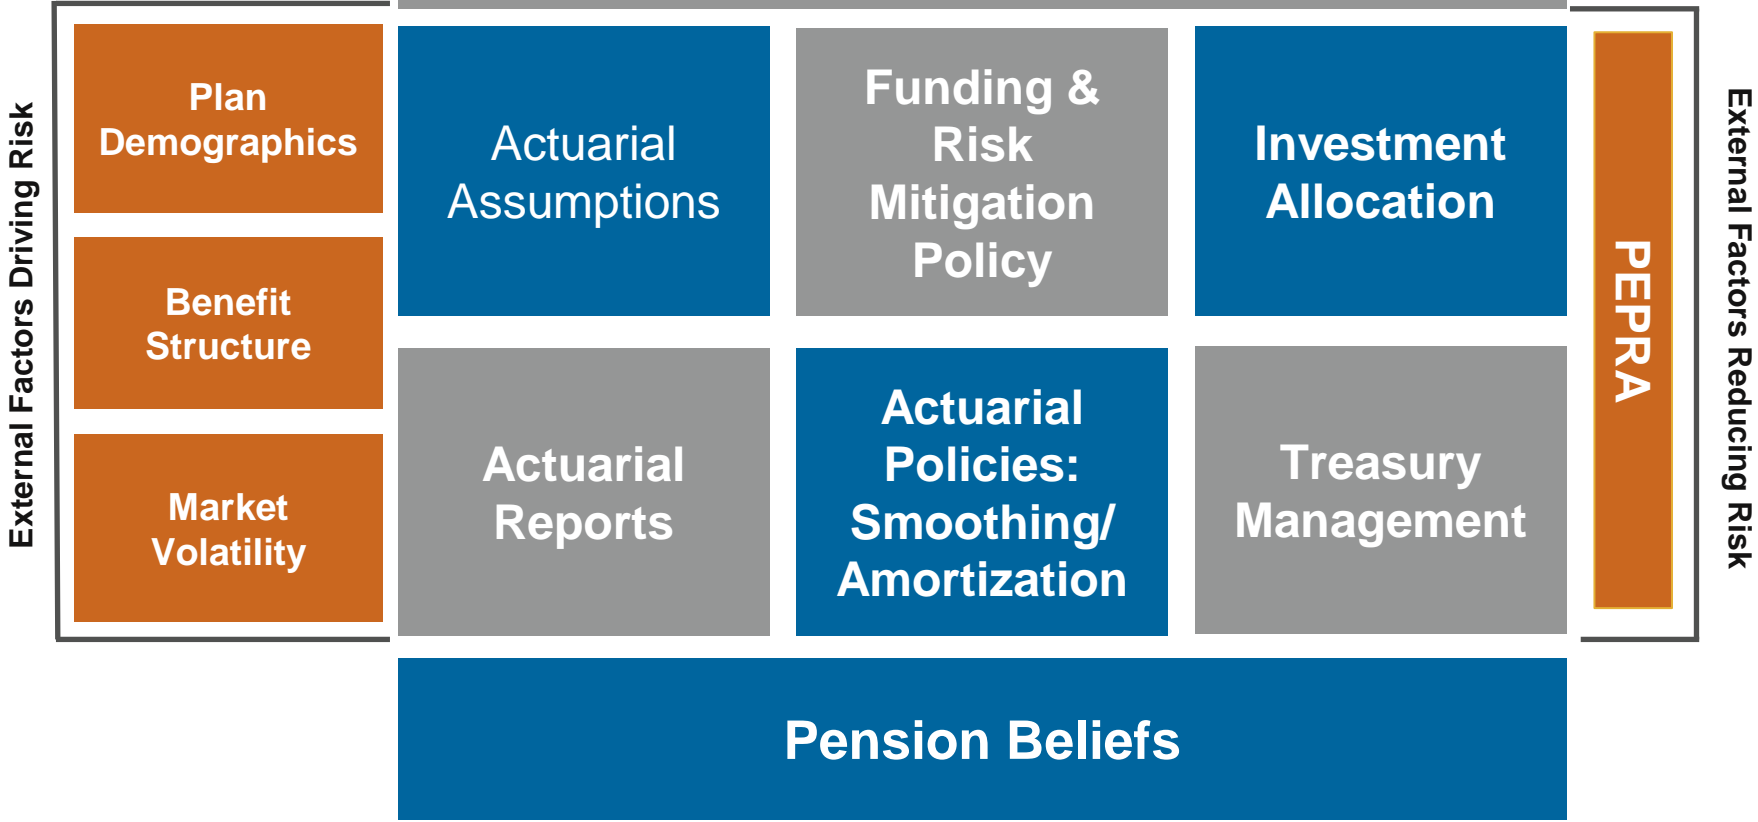 External Factors Driving Risk
Plan
Demographics
Benefit
Structure
Market
Volatility
Actuarial
Assumptions
Funding &
Risk
Mitigation
Policy
Investment
Allocation
Actuarial
Reports
Actuarial
Policies:
Smoothing/
Amortization
Treasury
Management
PEPRA
External Factors Reducing Risk
Pension Beliefs